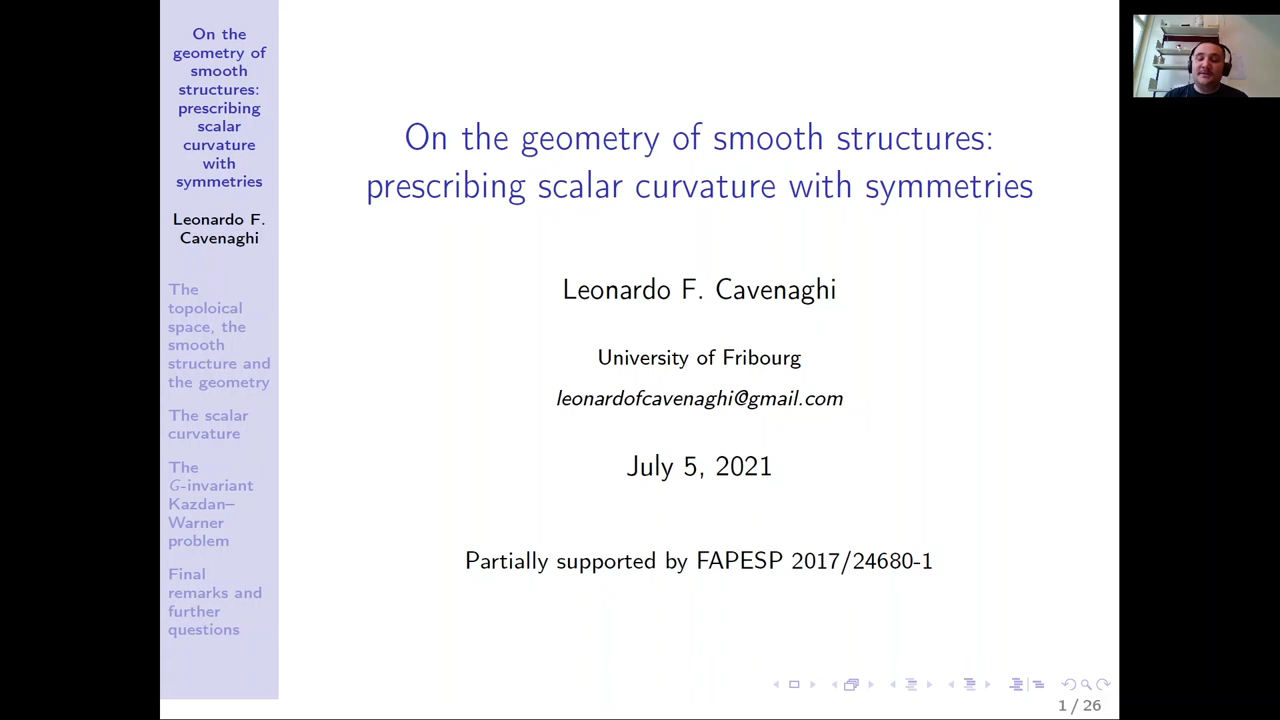 On the
geometry of
smooth
structures:
prescribing
scalar
curvature
with
symmetries
Leonardo F.
Cavenaghi
The
topoloical
space, the
smooth
structure and
the geometry
The scalar
curvature
The
G-invariant
Kazdan–
Warner
problem
Final
remarks and
further
questions
On the geometry of smooth structures:
prescribing scalar curvature with symmetries
Leonardo F. Cavenaghi
University of Fribourg
leonardofcavenaghi@gmail.com
July 5, 2021
Partially supported by FAPESP 2017/24680-1
1 / 26